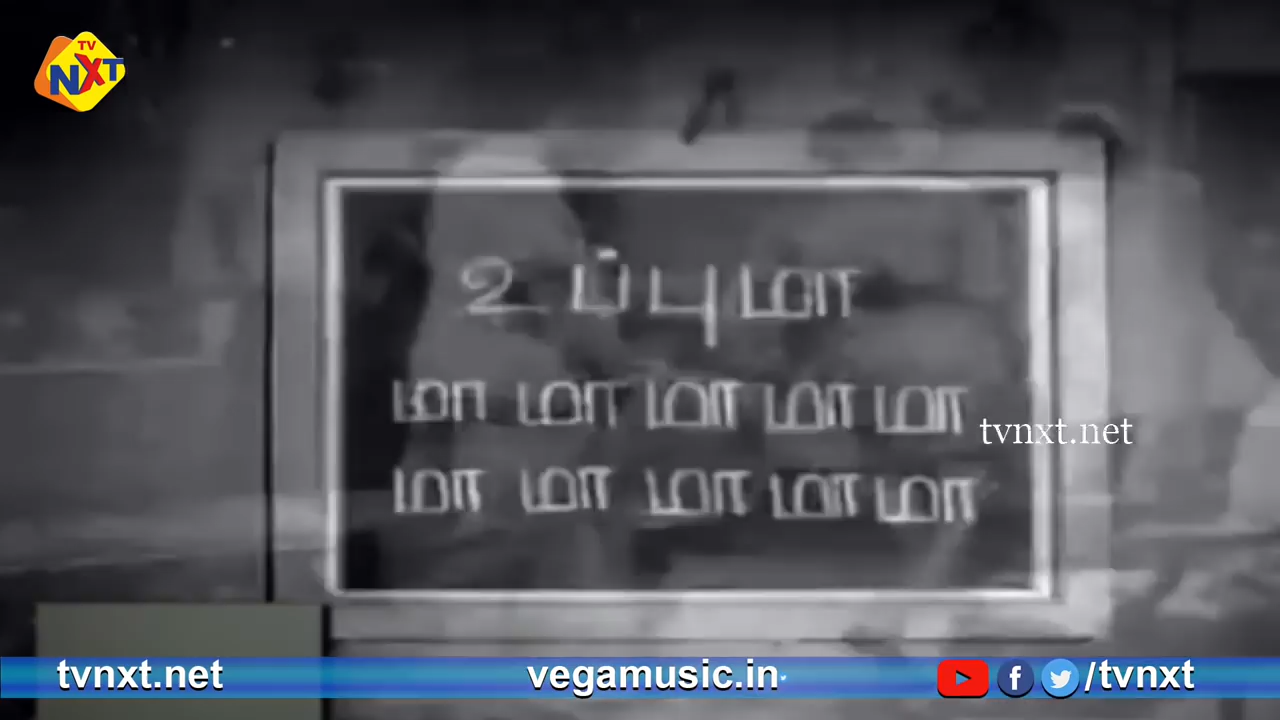 TV
NXT
உப்புமா
மா மா மா மா மா
tvnxt.net
மா மா மா மா மா
tvnxt.net
vegamusic.in
/tvnxt